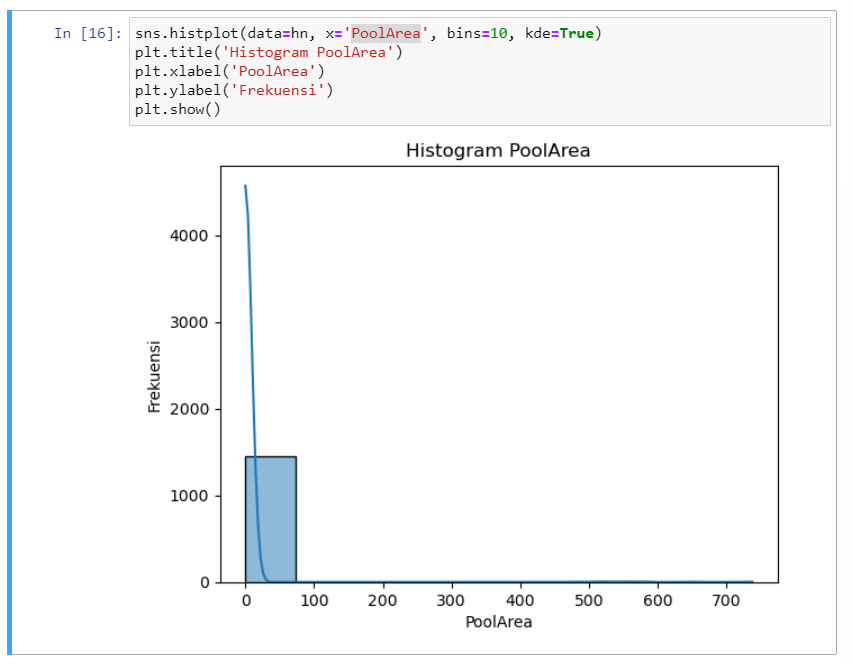 In [16]: sns.histplot(data=hn, x='PoolArea', bins=10, kde=True)
plt.title('Histogram PoolArea')
plt.xlabel('PoolArea')
plt.ylabel('Frekuensi')
plt.show()
Histogram PoolArea
4000
3000
2000
1000
0
Frekuensi
0 100 200 300 400 500 600 700
PoolArea